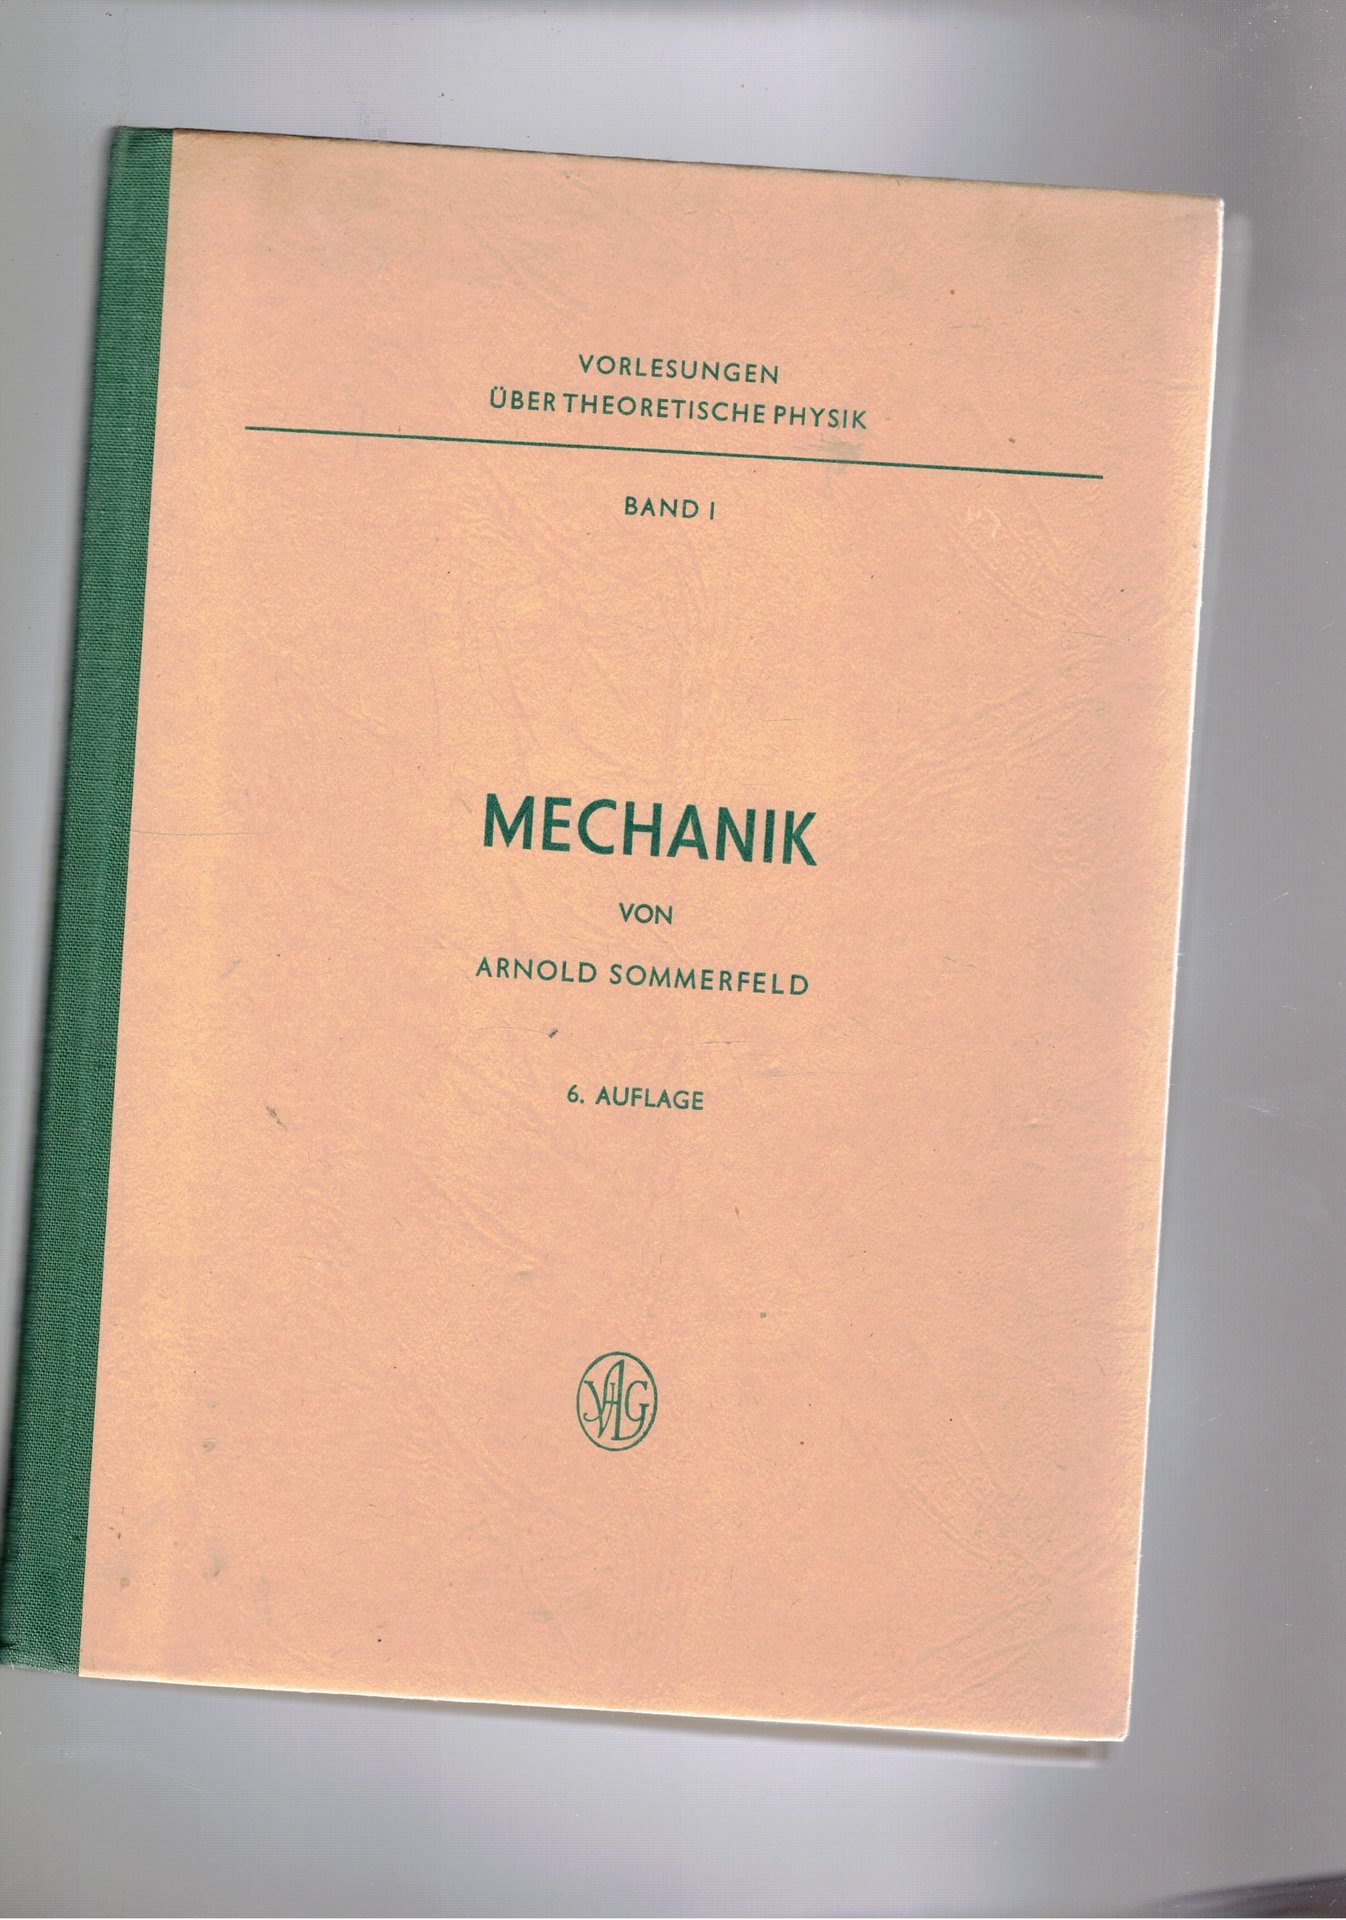 VORLESUNGEN
ÜBER THEORETISCHE PHYSIK
BAND I
MECHANIK
VON
ARNOLD SOMMERFELD
6. AUFLAGE
VAG